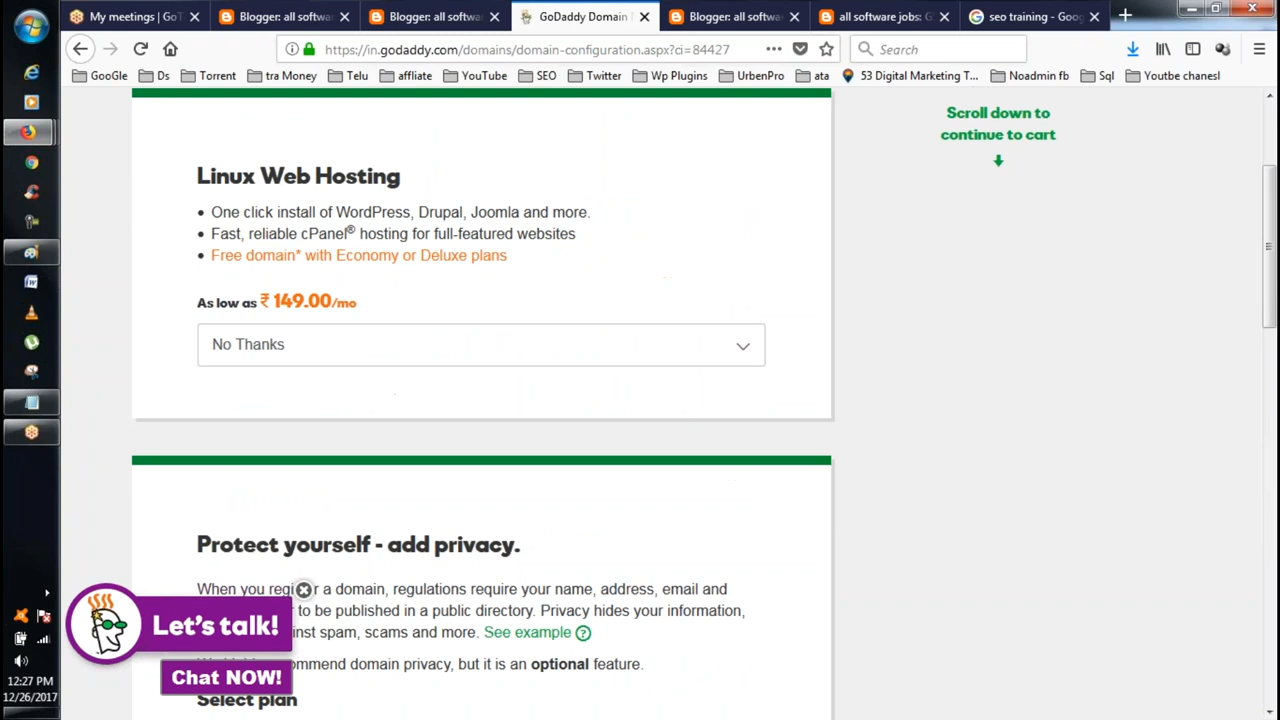 My meetings | GoT
Blogger: all softwa
Blogger: all softwar
GoDaddy Domain
Blogger: all softwa
all software jobs: G
seo training - Goog
https://in.godaddy.com/domains/domain-configuration.aspx?ci=84427
Search
GooGle
Ds
Torrent
tra Money
Telu
affliate
YouTube
SEO
Twitter
Wp Plugins
UrbenPro
ata
53 Digital Marketing T...
Noadmin fb
Sql
Youtbe chanesl
Scroll down to
continue to cart
Linux Web Hosting
One click install of WordPress, Drupal, Joomla and more.
Fast, reliable cPanel® hosting for full-featured websites
Free domain* with Economy or Deluxe plans
As low as ₹ 149.00/mo
No Thanks
Protect yourself - add privacy.
When you regi r a domain, regulations require your name, address, email and
to be published in a public directory. Privacy hides your information,
inst spam, scams and more. See example ?
mmend domain privacy, but it is an optional feature.
Select plan
Let's talk!
Chat NOW!
12:27 PM
12/26/2017